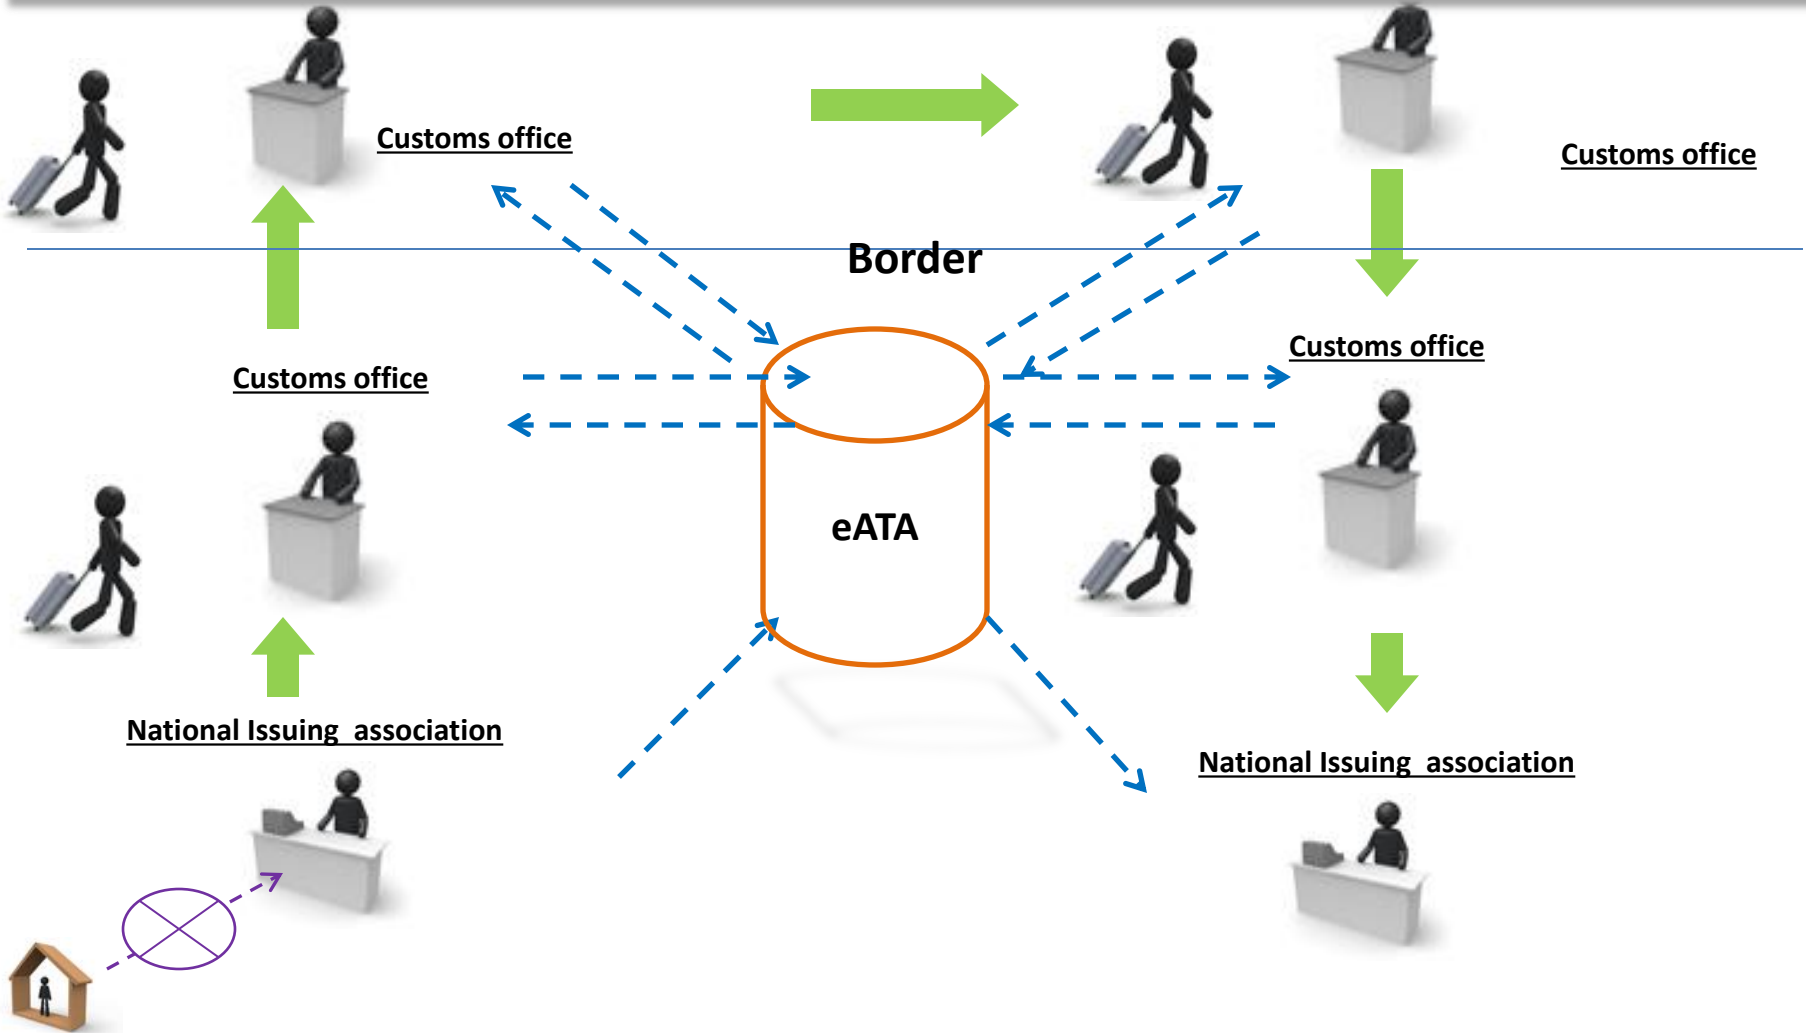 Customs office
Customs office
Border
Customs office
Customs office
eATA
National Issuing  association
National Issuing  association